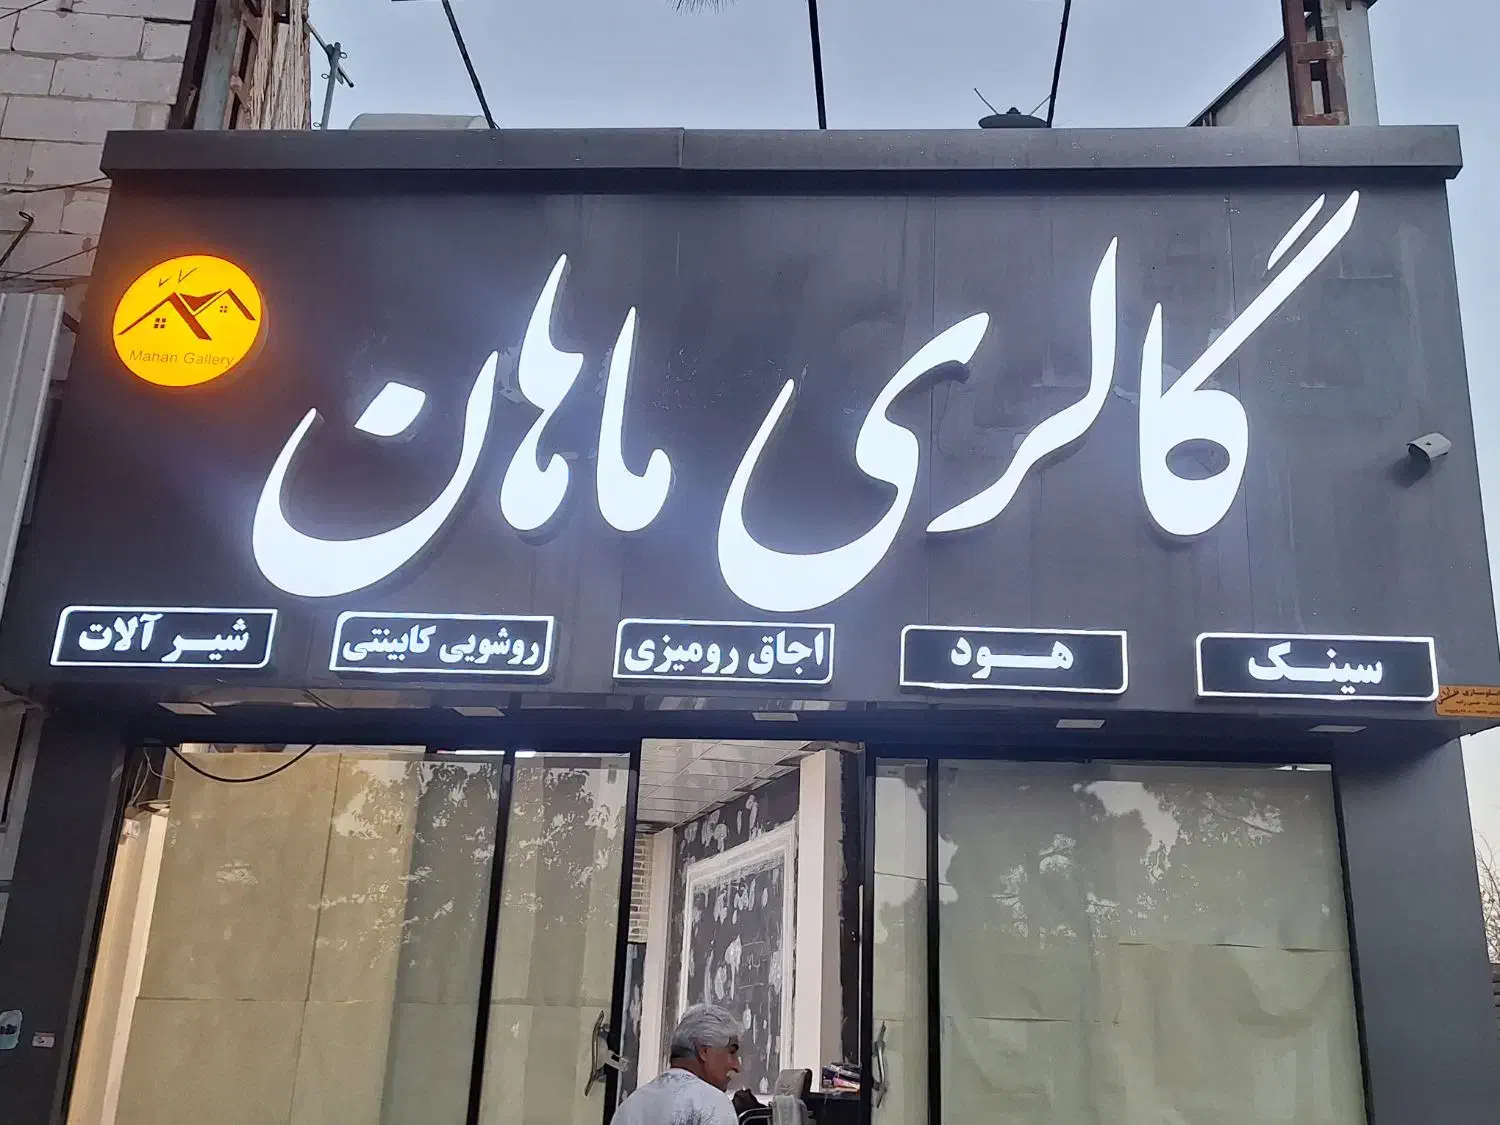 گالری ماهان
Mahan Gallery
سینک
هود
اجاق رومیزی
روشویی کابینتی
شیر آلات